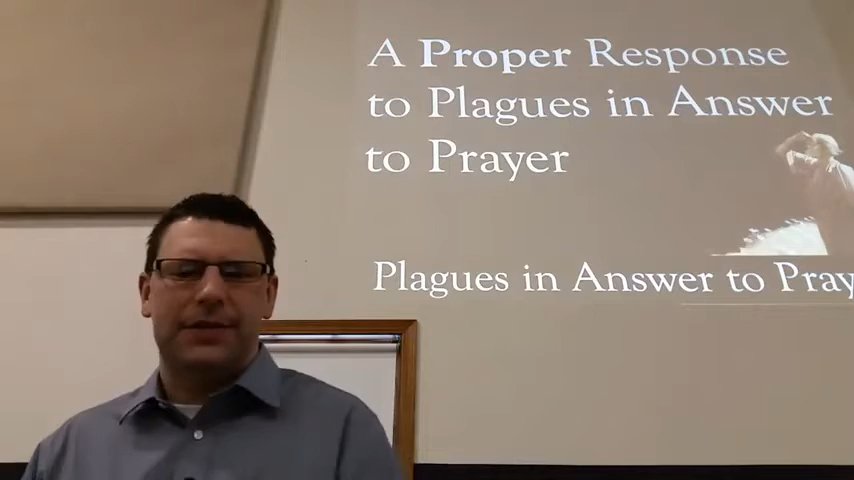 A Proper Response
to Plagues in Answer
to Prayer
Plagues in Answer to Pray